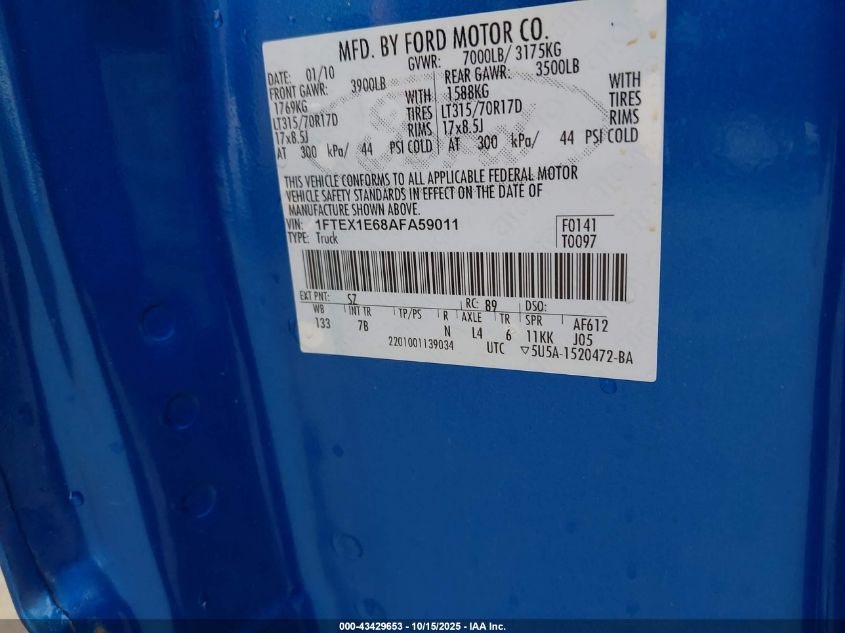 MFD. BY FORD MOTOR CO.
DATE: 01/10 GVWR: 7000LB/ 3175KG
FRONT GAWR: 3900LB REAR GAWR: 3500LB
1769KG WITH 1588KG WITH
LT315/70R17D TIRES LT315/70R17D TIRES
17x8.5J RIMS 17x8.5J RIMS
AT 300 kPa/ 44 PSI COLD AT 300 kPa/ 44 PSI COLD
THIS VEHICLE CONFORMS TO ALL APPLICABLE FEDERAL MOTOR
VEHICLE SAFETY STANDARDS IN EFFECT ON THE DATE OF
MANUFACTURE SHOWN ABOVE.
VIN: 1FTEX1E68AFA59011 F0141
TYPE: Truck T0097
EXT PNT: SZ RC: 89 DSO:
WB INT TR TP/PS R AXLE TR SPR AF612
133 7B N L4 6 11KK J05
2201001139034 UTC ▽5U5A-1520472-BA
000-43429653 - 10/15/2025 - IAA Inc.